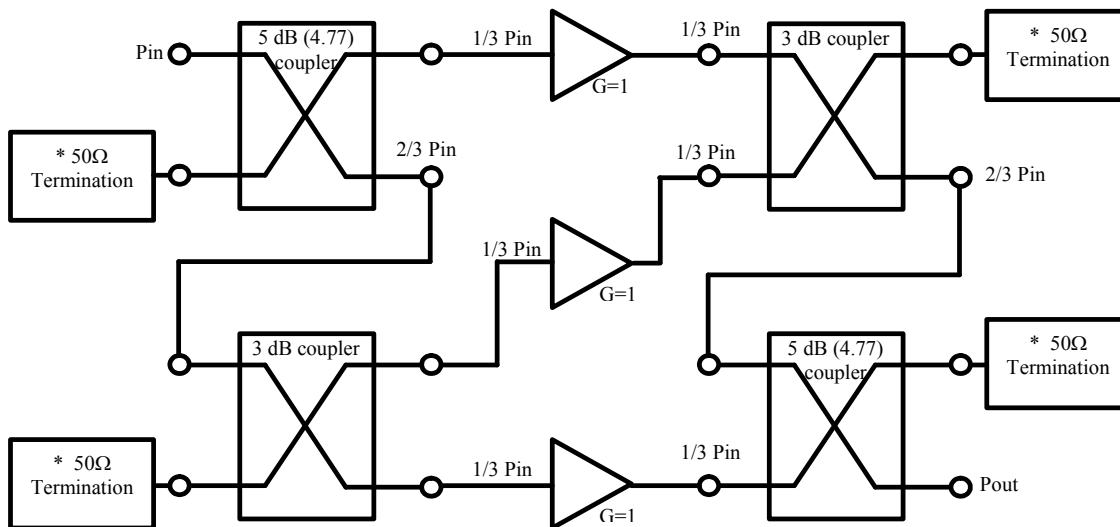 Pin
5 dB (4.77)
coupler
1/3 Pin
G=1
1/3 Pin
3 dB coupler
* 50Ω
Termination
* 50Ω
Termination
2/3 Pin
1/3 Pin
2/3 Pin
1/3 Pin
G=1
3 dB coupler
5 dB (4.77)
coupler
* 50Ω
Termination
* 50Ω
Termination
1/3 Pin
G=1
1/3 Pin
Pout